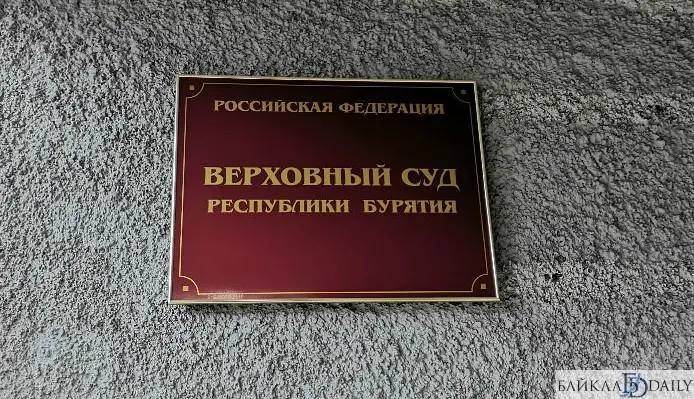 РОССИЙСКАЯ ФЕДЕРАЦИЯ
ВЕРХОВНЫЙ СУД
РЕСПУБЛИКИ БУРЯТИЯ
БАЙКАЛ DAILY